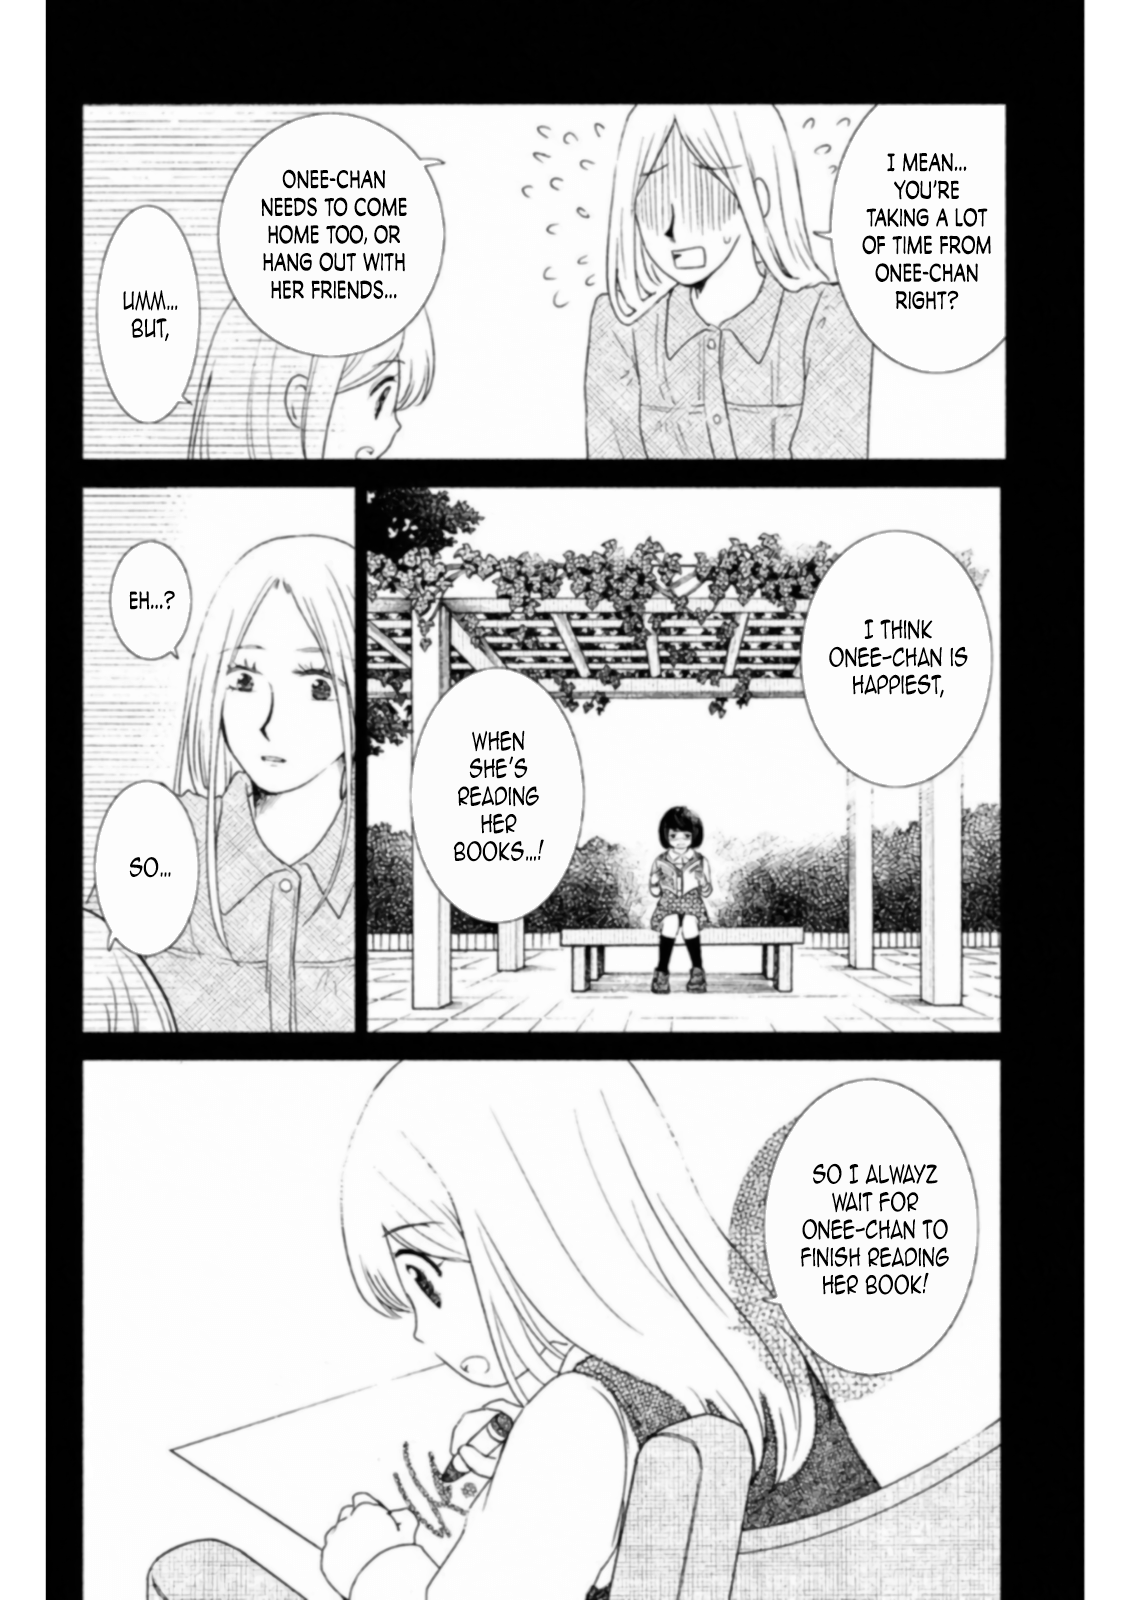 I MEAN...
YOU'RE
TAKING A LOT
OF TIME FROM
ONEE-CHAN
RIGHT?
ONEE-CHAN
NEEDS TO COME
HOME TOO, OR
HANG OUT WITH
HER FRIENDS...
UMM...
BUT,
I THINK
ONEE-CHAN IS
HAPPIEST,
WHEN
SHE'S
READING
HER
BOOKS...!
EH...?
SO...
SO I ALWAYZ
WAIT FOR
ONEE-CHAN TO
FINISH READING
HER BOOK!